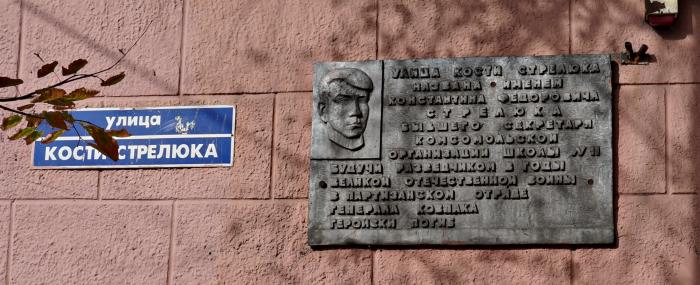 улица
КОСТИ СТРЕЛЮКА
УЛИЦА КОСТИ СТРЕЛЮКА
НАЗВАНА ИМЕНЕМ
КОНСТАНТИНА ФЕДОРОВИЧА
СТРЕЛЮКА
БЫВШЕГО СЕКРЕТАРЯ
КОМСОМОЛЬСКОЙ
ОРГАНИЗАЦИИ ШКОЛЫ №11
БУДУЧИ РАЗВЕДЧИКОМ В ГОДЫ
ВЕЛИКОЙ ОТЕЧЕСТВЕННОЙ ВОЙНЫ
В ПАРТИЗАНСКОМ ОТРЯДЕ
ГЕНЕРАЛА КОВПАКА
ГЕРОЙСКИ ПОГИБ